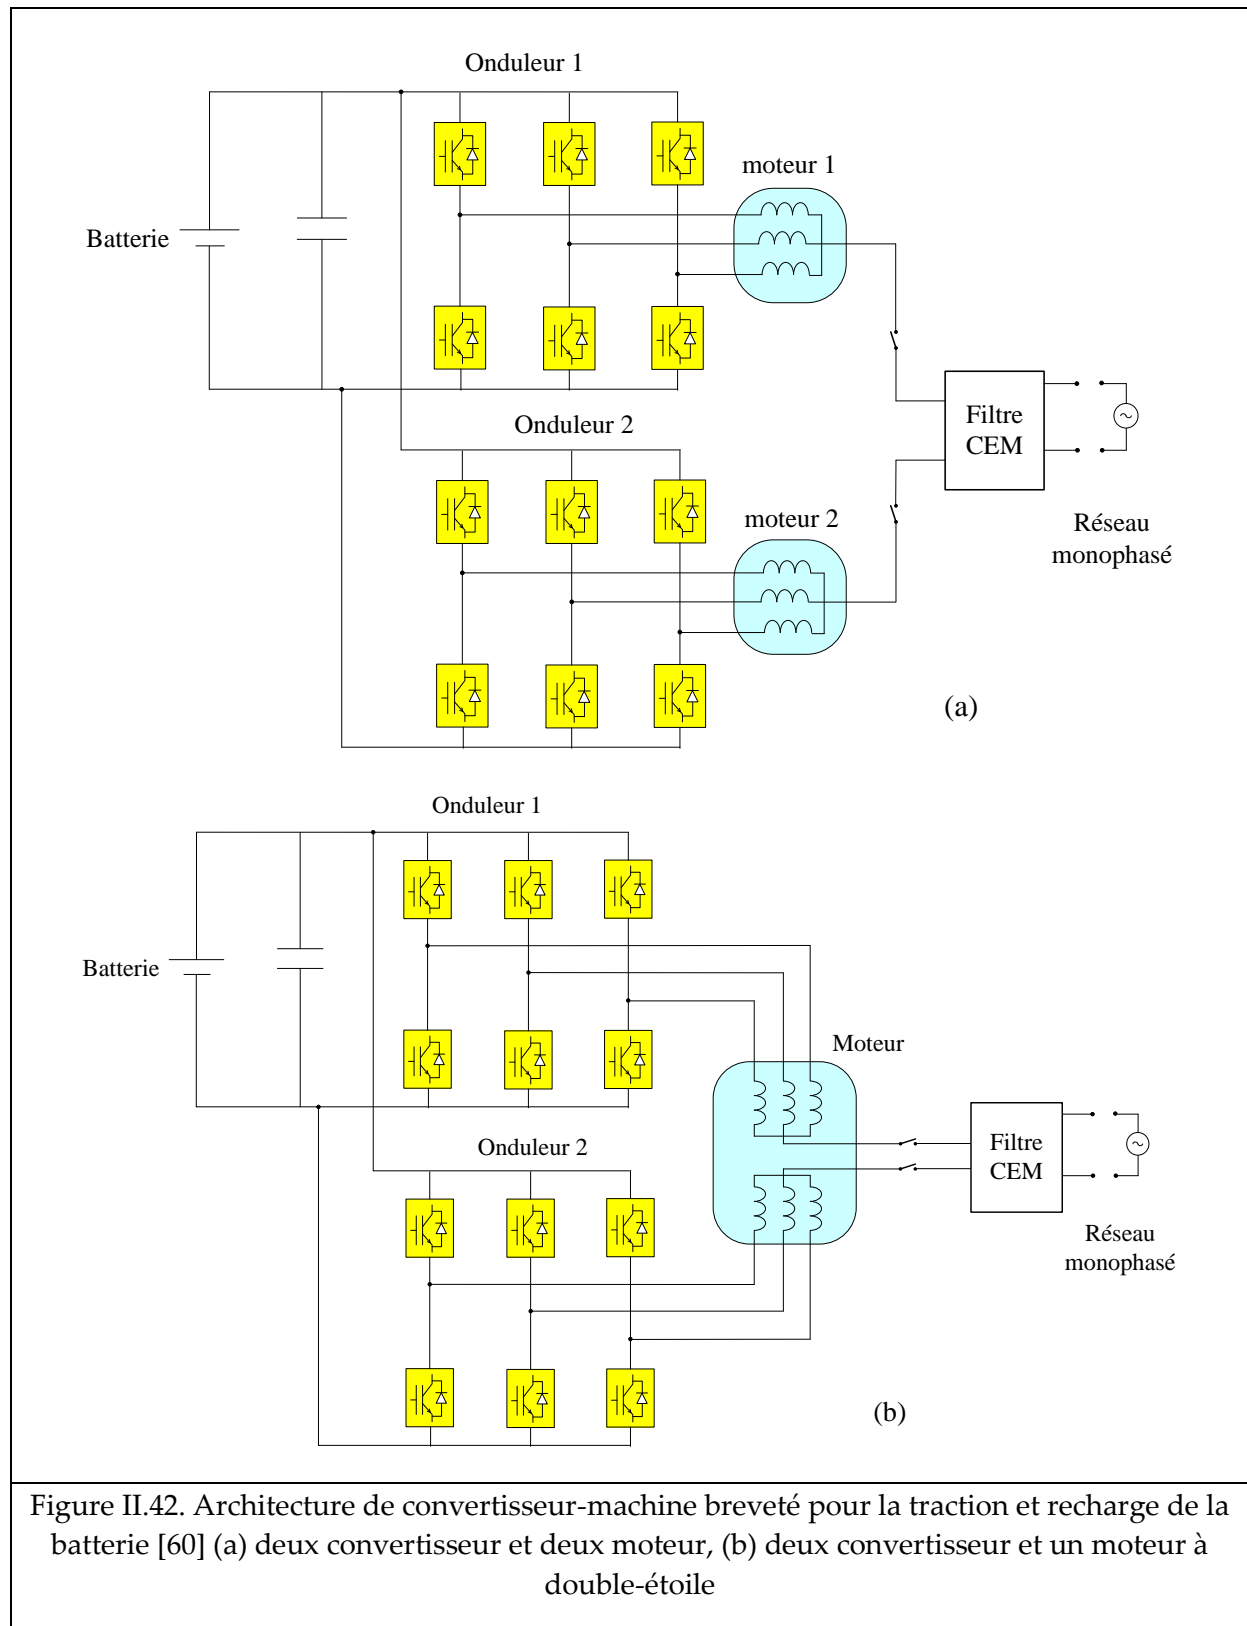 Onduleur 1
moteur 1
Batterie
Filtre
CEM
Onduleur 2
moteur 2
Réseau
monophasé
(a)
Onduleur 1
Batterie
Moteur
Filtre
CEM
Onduleur 2
Réseau
monophasé
(b)
Figure II.42. Architecture de convertisseur-machine breveté pour la traction et recharge de la
batterie [60] (a) deux convertisseur et deux moteur, (b) deux convertisseur et un moteur à
double-étoile